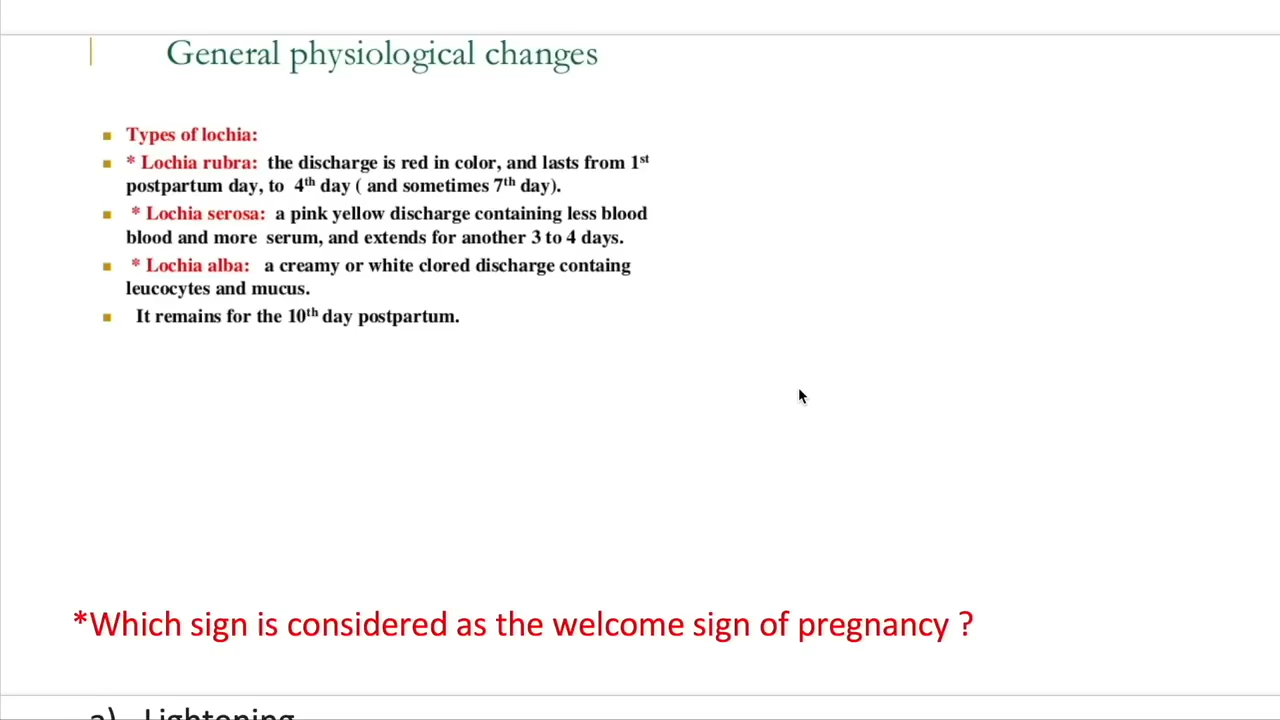 General physiological changes
Types of lochia:
* Lochia rubra: the discharge is red in color, and lasts from 1st
postpartum day, to 4th day ( and sometimes 7th day).
* Lochia serosa: a pink yellow discharge containing less blood
blood and more serum, and extends for another 3 to 4 days.
* Lochia alba: a creamy or white clored discharge containg
leucocytes and mucus.
It remains for the 10th day postpartum.
*Which sign is considered as the welcome sign of pregnancy ?
a) Lightening